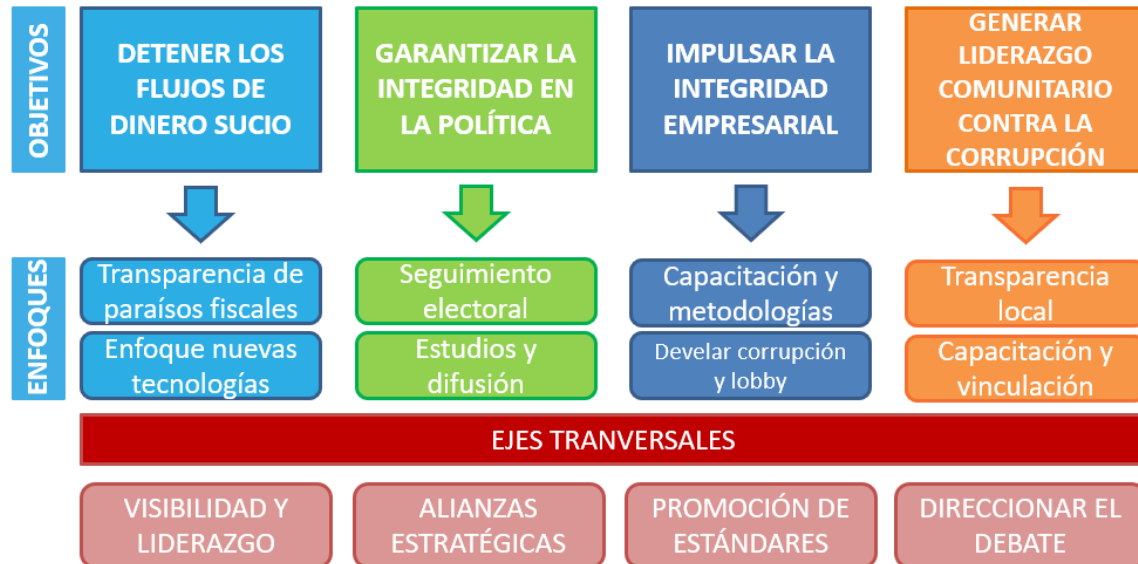 OBJETIVOS
DETENER LOS
FLUJOS DE
DINERO SUCIO
GARANTIZAR LA
INTEGRIDAD EN
LA POLÍTICA
IMPULSAR LA
INTEGRIDAD
EMPRESARIAL
GENERAR
LIDERAZGO
COMUNITARIO
CONTRA LA
CORRUPCIÓN
ENFOQUES
Transparencia de
paraísos fiscales
Seguimiento
electoral
Capacitación y
metodologías
Transparencia
local
Enfoque nuevas
tecnologías
Estudios y
difusión
Develar corrupción
y lobby
Capacitación y
vinculación
EJES TRANVERSALES
VISIBILIDAD Y
LIDERAZGO
ALIANZAS
ESTRATÉGICAS
PROMOCIÓN DE
ESTÁNDARES
DIRECCIONAR EL
DEBATE